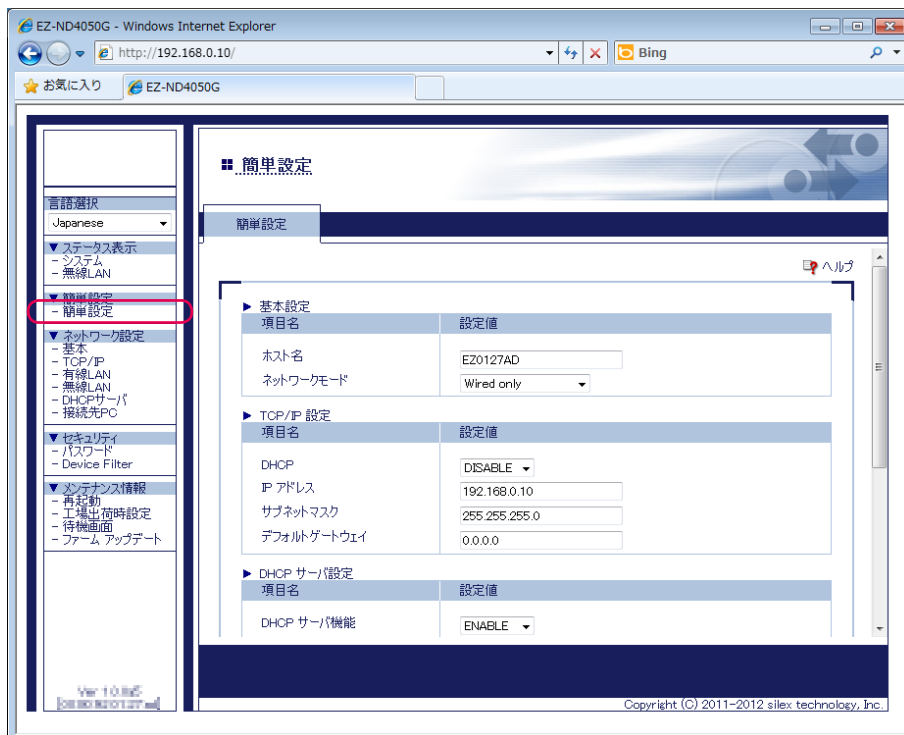 EZ-ND4050G - Windows Internet Explorer
http://192.168.0.10/
Bing
お気に入り
EZ-ND4050G
簡単設定
言語選択
Japanese
簡単設定
▼ ステータス表示
- システム
- 無線LAN
ヘルプ
▼ 簡単設定
- 簡単設定
▼ ネットワーク設定
- 基本
- TCP/IP
- 有線LAN
- 無線LAN
- DHCPサーバ
- 接続先PC
▼ セキュリティ
- パスワード
- Device Filter
▼ メンテナンス情報
- 再起動
- 工場出荷時設定
- 待機画面
- ファーム アップデート
▶ 基本設定
項目名 設定値
ホスト名 EZ0127AD
ネットワークモード Wired only
▶ TCP/IP 設定
項目名 設定値
DHCP DISABLE
IP アドレス 192.168.0.10
サブネットマスク 255.255.255.0
デフォルトゲートウェイ 0.0.0.0
▶ DHCP サーバ設定
項目名 設定値
DHCP サーバ機能 ENABLE
Copyright (C) 2011-2012 silex technology, Inc.